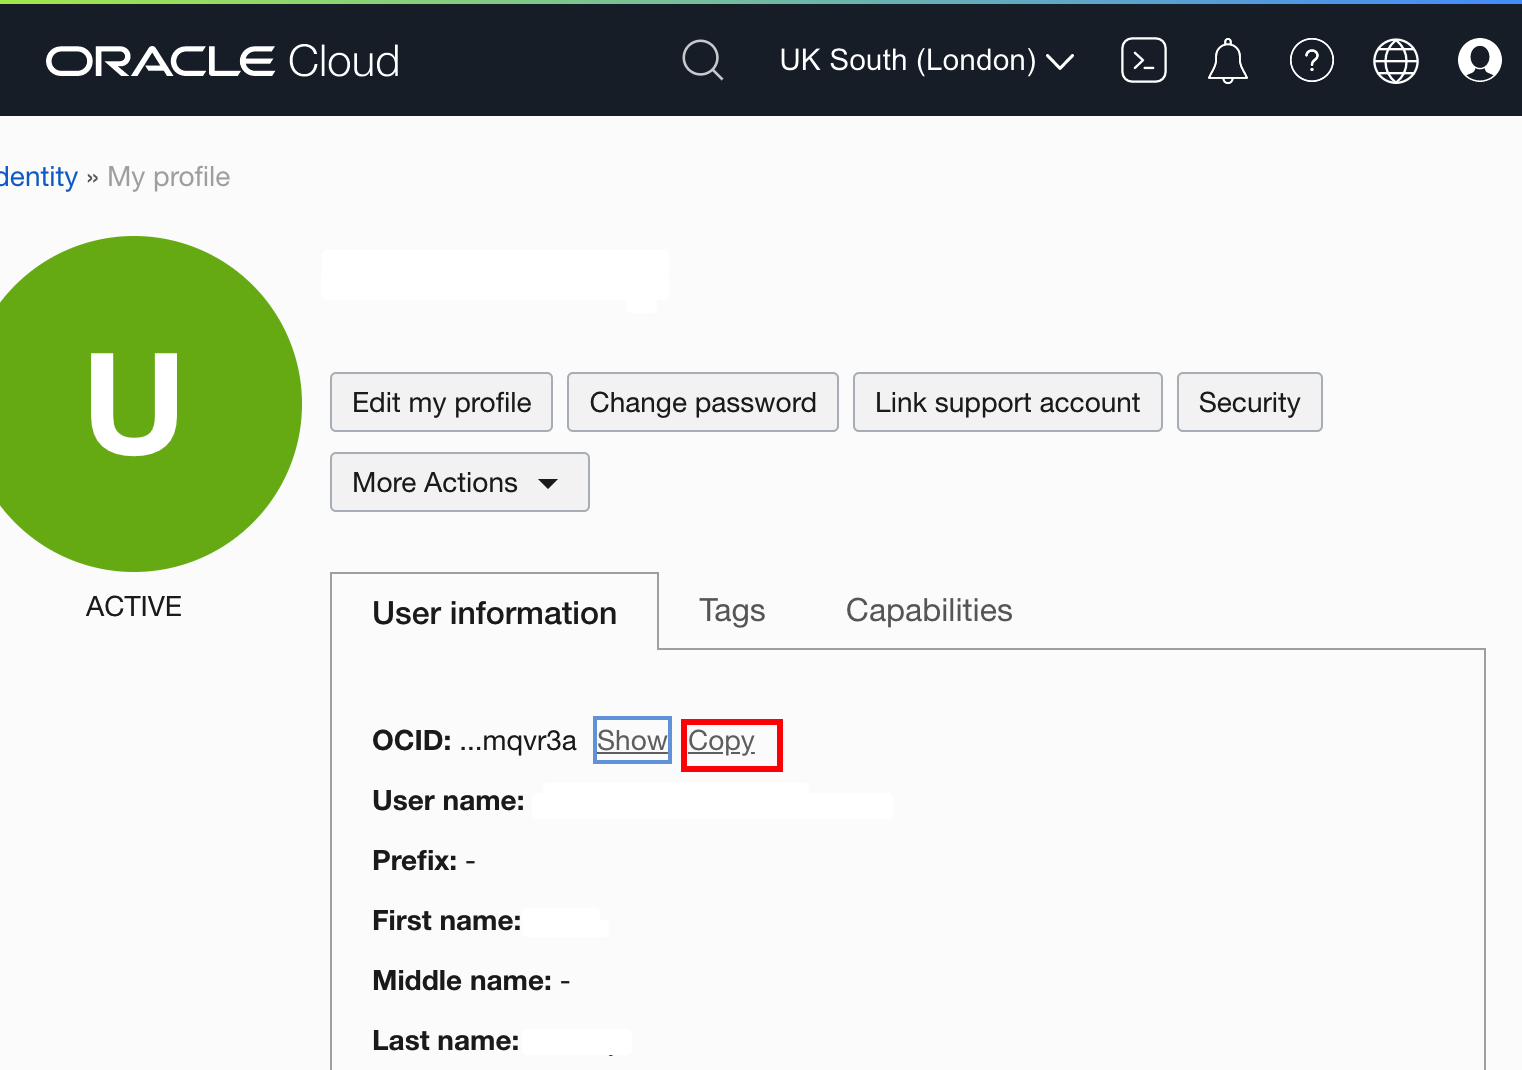 ORACLE Cloud
UK South (London)
dentity » My profile
U
ACTIVE
Edit my profile
Change password
Link support account
Security
More Actions
User information
Tags
Capabilities
OCID: ...mqvr3a Show Copy
User name:
Prefix: -
First name:
Middle name: -
Last name: